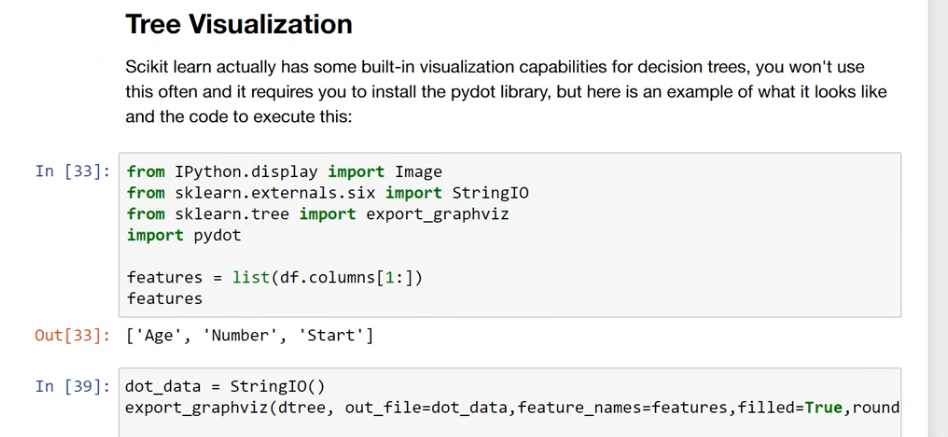 Tree Visualization
Scikit learn actually has some built-in visualization capabilities for decision trees, you won't use
this often and it requires you to install the pydot library, but here is an example of what it looks like
and the code to execute this:
In [33]: from IPython.display import Image
from sklearn.externals.six import StringIO
from sklearn.tree import export_graphviz
import pydot
features = list(df.columns[1:])
features
Out[33]: ['Age', 'Number', 'Start']
In [39]: dot_data = StringIO()
export_graphviz(dtree, out_file=dot_data,feature_names=features,filled=True,round